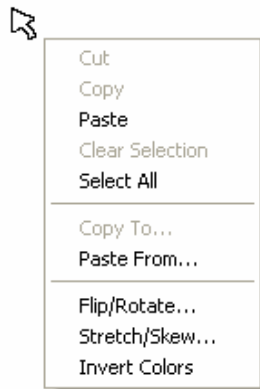 Cut
Copy
Paste
Clear Selection
Select All
Copy To...
Paste From...
Flip/Rotate...
Stretch/Skew...
Invert Colors